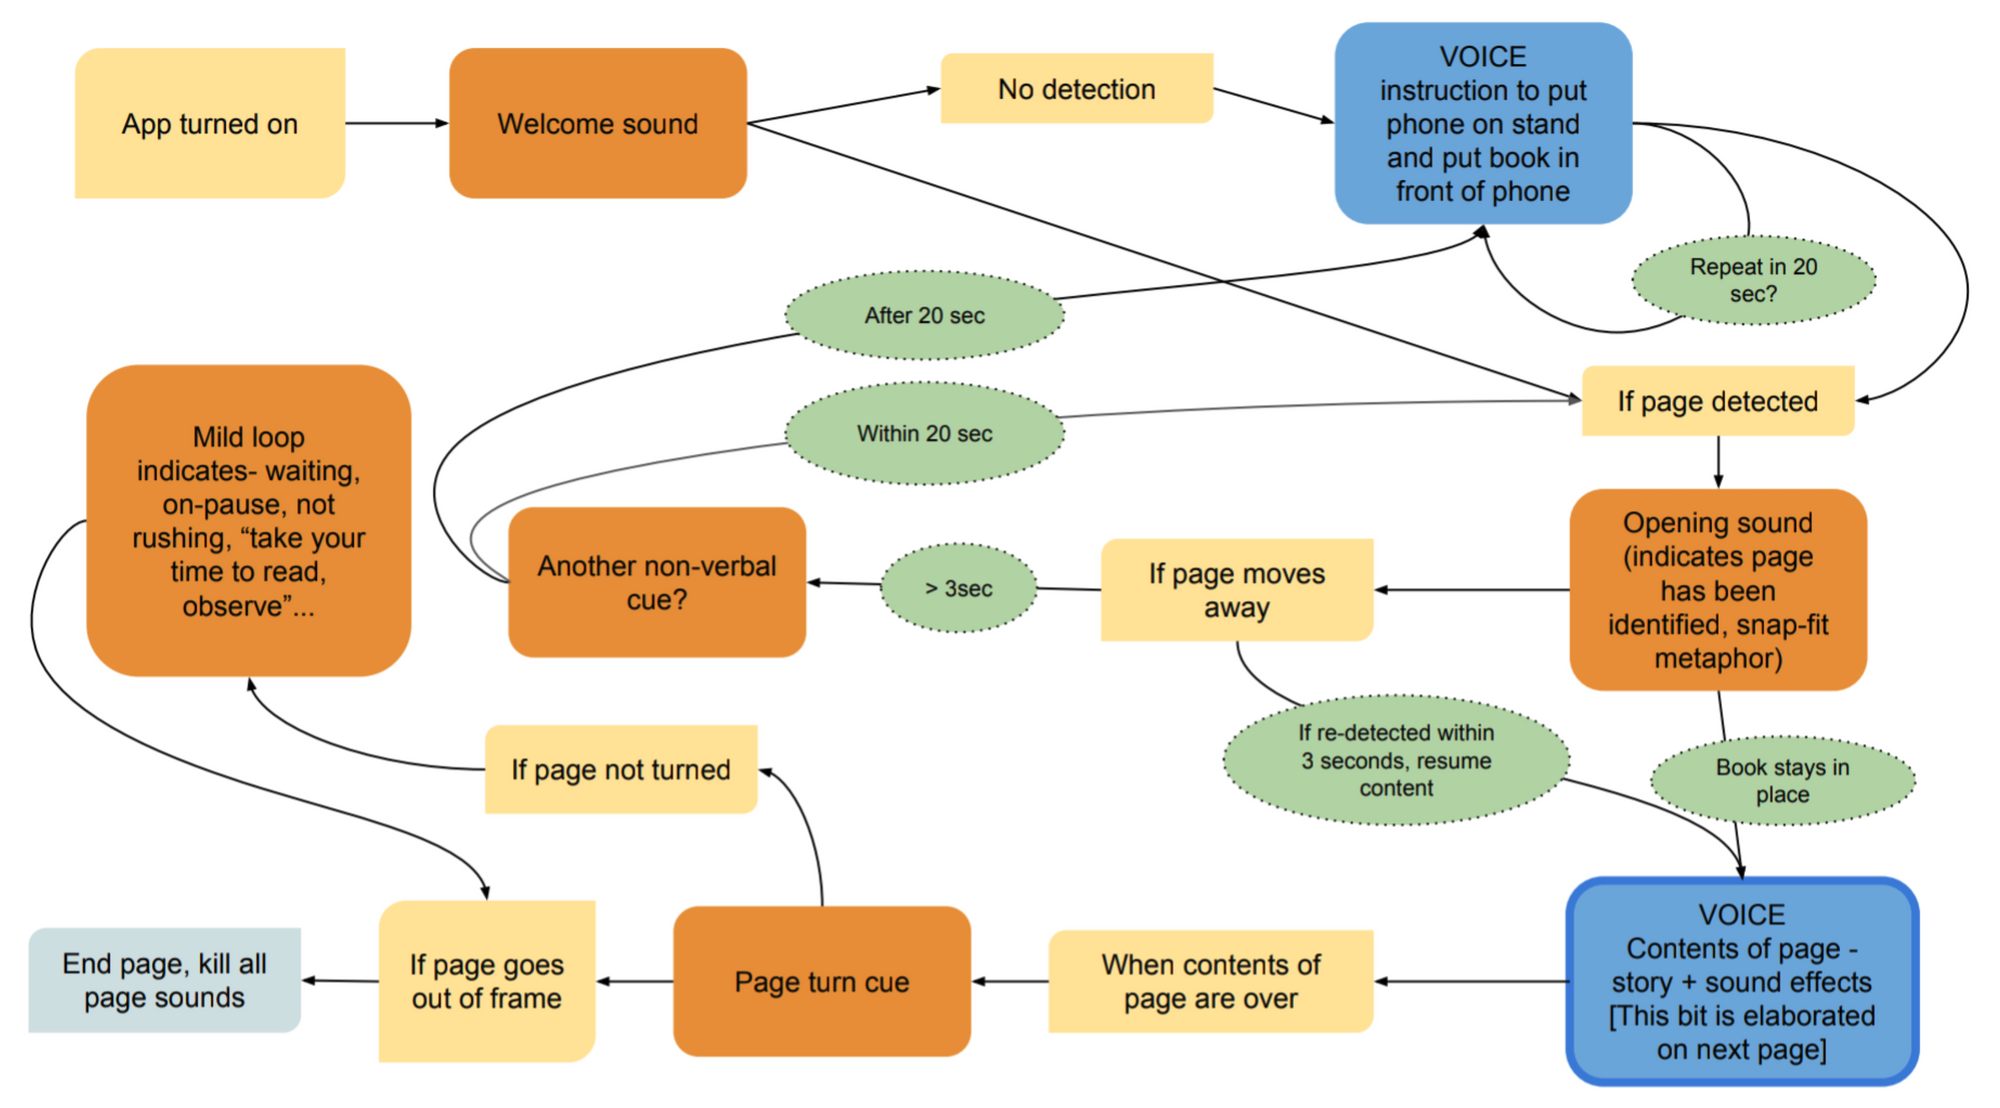 App turned on
Welcome sound
No detection
VOICE
instruction to put
phone on stand
and put book in
front of phone
Repeat in 20
sec?
After 20 sec
Within 20 sec
If page detected
Mild loop
indicates- waiting,
on-pause, not
rushing, “take your
time to read,
observe”...
Another non-verbal
cue?
> 3sec
If page moves
away
Opening sound
(indicates page
has been
identified, snap-fit
metaphor)
If re-detected within
3 seconds, resume
content
Book stays in
place
If page not turned
End page, kill all
page sounds
If page goes
out of frame
Page turn cue
When contents of
page are over
VOICE
Contents of page -
story + sound effects
[This bit is elaborated
on next page]